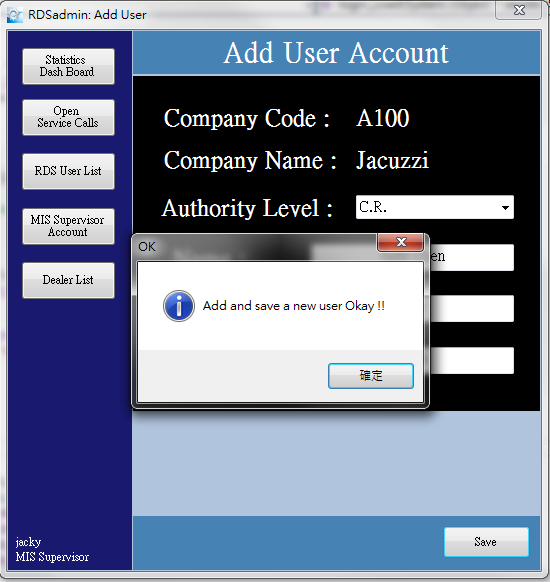 RDSadmin: Add User
Statistics
Dash Board
Open
Service Calls
RDS User List
MIS Supervisor
Account
Dealer List
jacky
MIS Supervisor
Add User Account
Company Code : A100
Company Name : Jacuzzi
Authority Level : C.R.
en
OK
Add and save a new user Okay !!
確定
Save